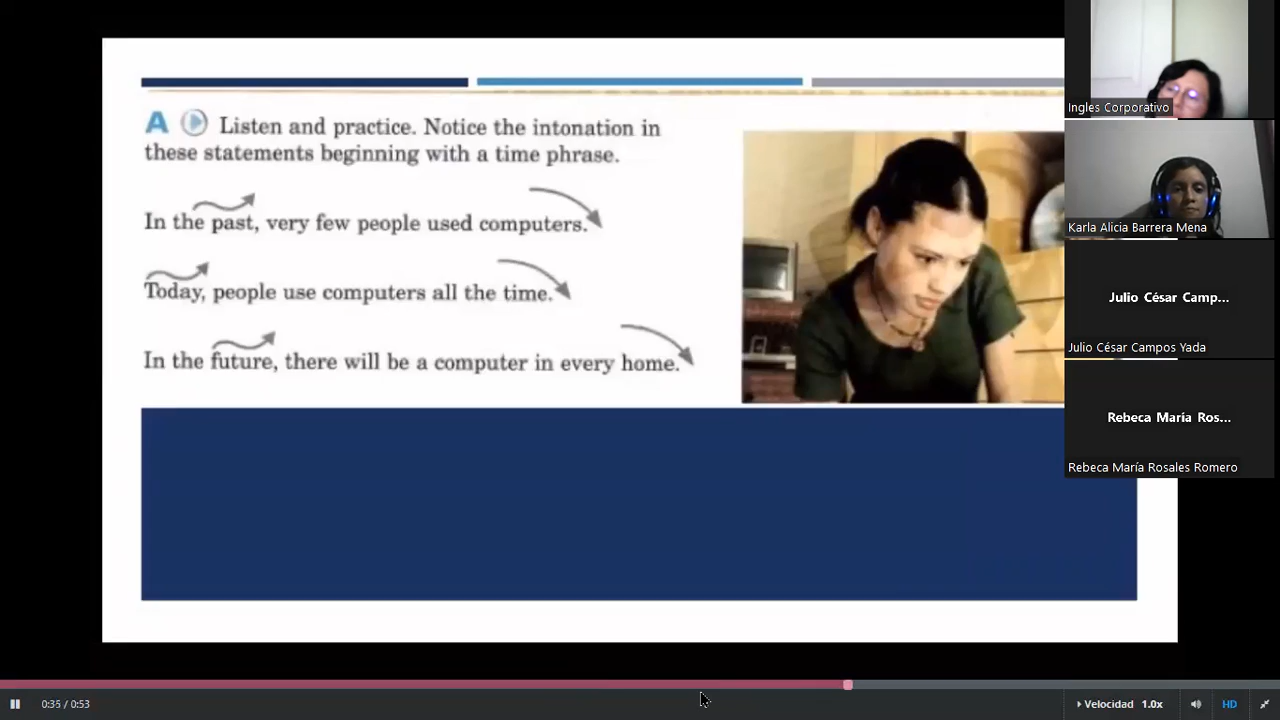 A Listen and practice. Notice the intonation in
these statements beginning with a time phrase.
In the past, very few people used computers.
Today, people use computers all the time.
In the future, there will be a computer in every home.
Ingles Corporativo
Karla Alicia Barrera Mena
Julio César Camp...
Julio César Campos Yada
Rebeca María Ros...
Rebeca María Rosales Romero
0:35 / 0:53
Velocidad 1.0x
HD